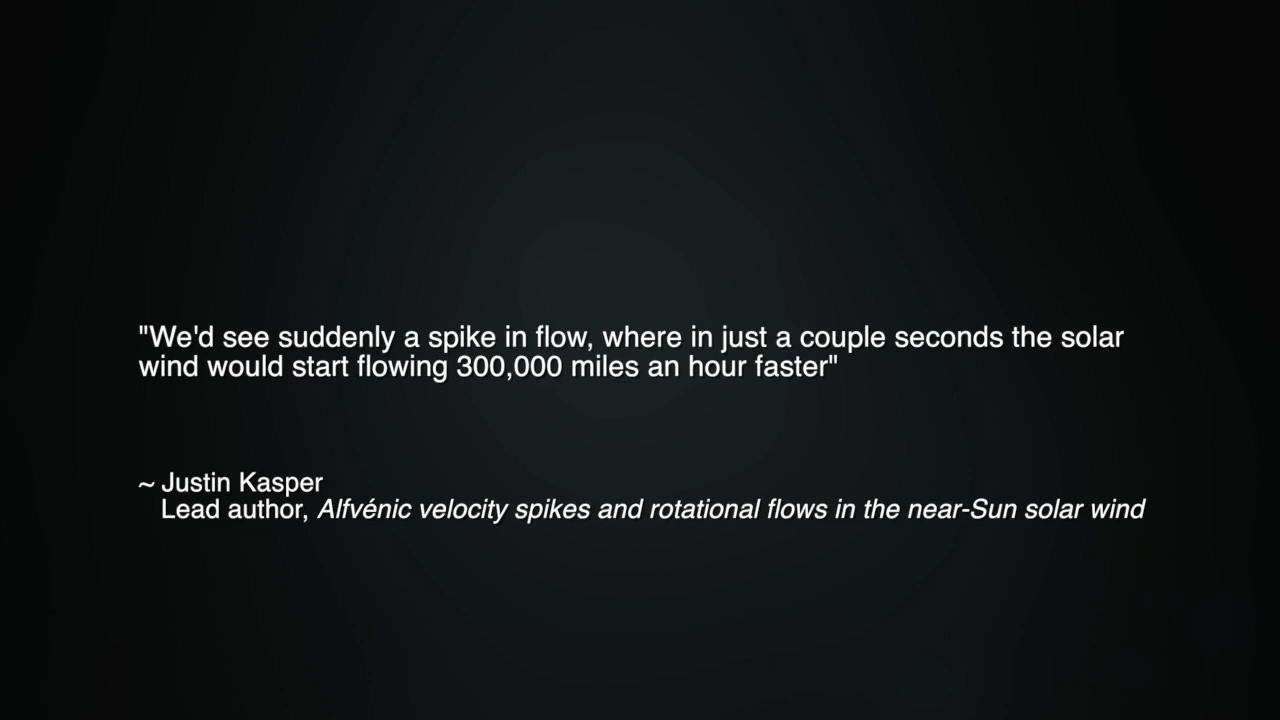 "We'd see suddenly a spike in flow, where in just a couple seconds the solar
wind would start flowing 300,000 miles an hour faster"
~ Justin Kasper
Lead author, Alfvénic velocity spikes and rotational flows in the near-Sun solar wind